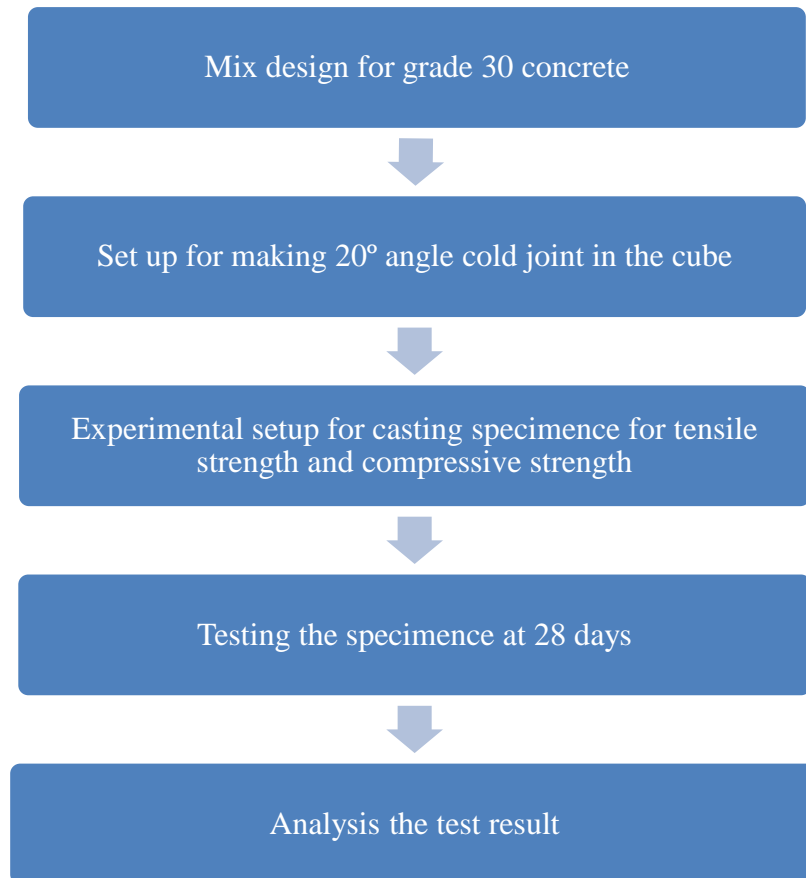 Mix design for grade 30 concrete
Set up for making 20º angle cold joint in the cube
Experimental setup for casting specimence for tensile
strength and compressive strength
Testing the specimence at 28 days
Analysis the test result